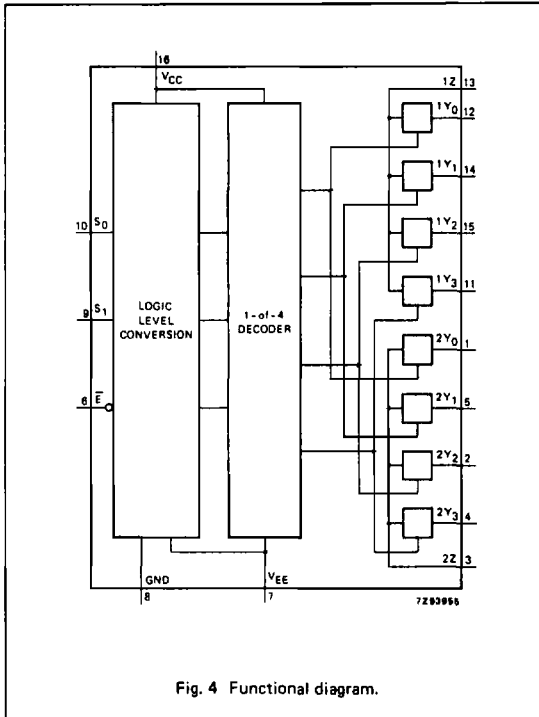 16
VCC
1Z 13
1Y0 12
1Y1 14
10 S0
1Y2 15
9 S1
LOGIC
LEVEL
CONVERSION
1-of-4
DECODER
1Y3 11
2Y0 1
6 E̅
2Y1 5
2Y2 2
2Y3 4
2Z 3
GND
8
VEE
7
7Z93956
Fig. 4 Functional diagram.